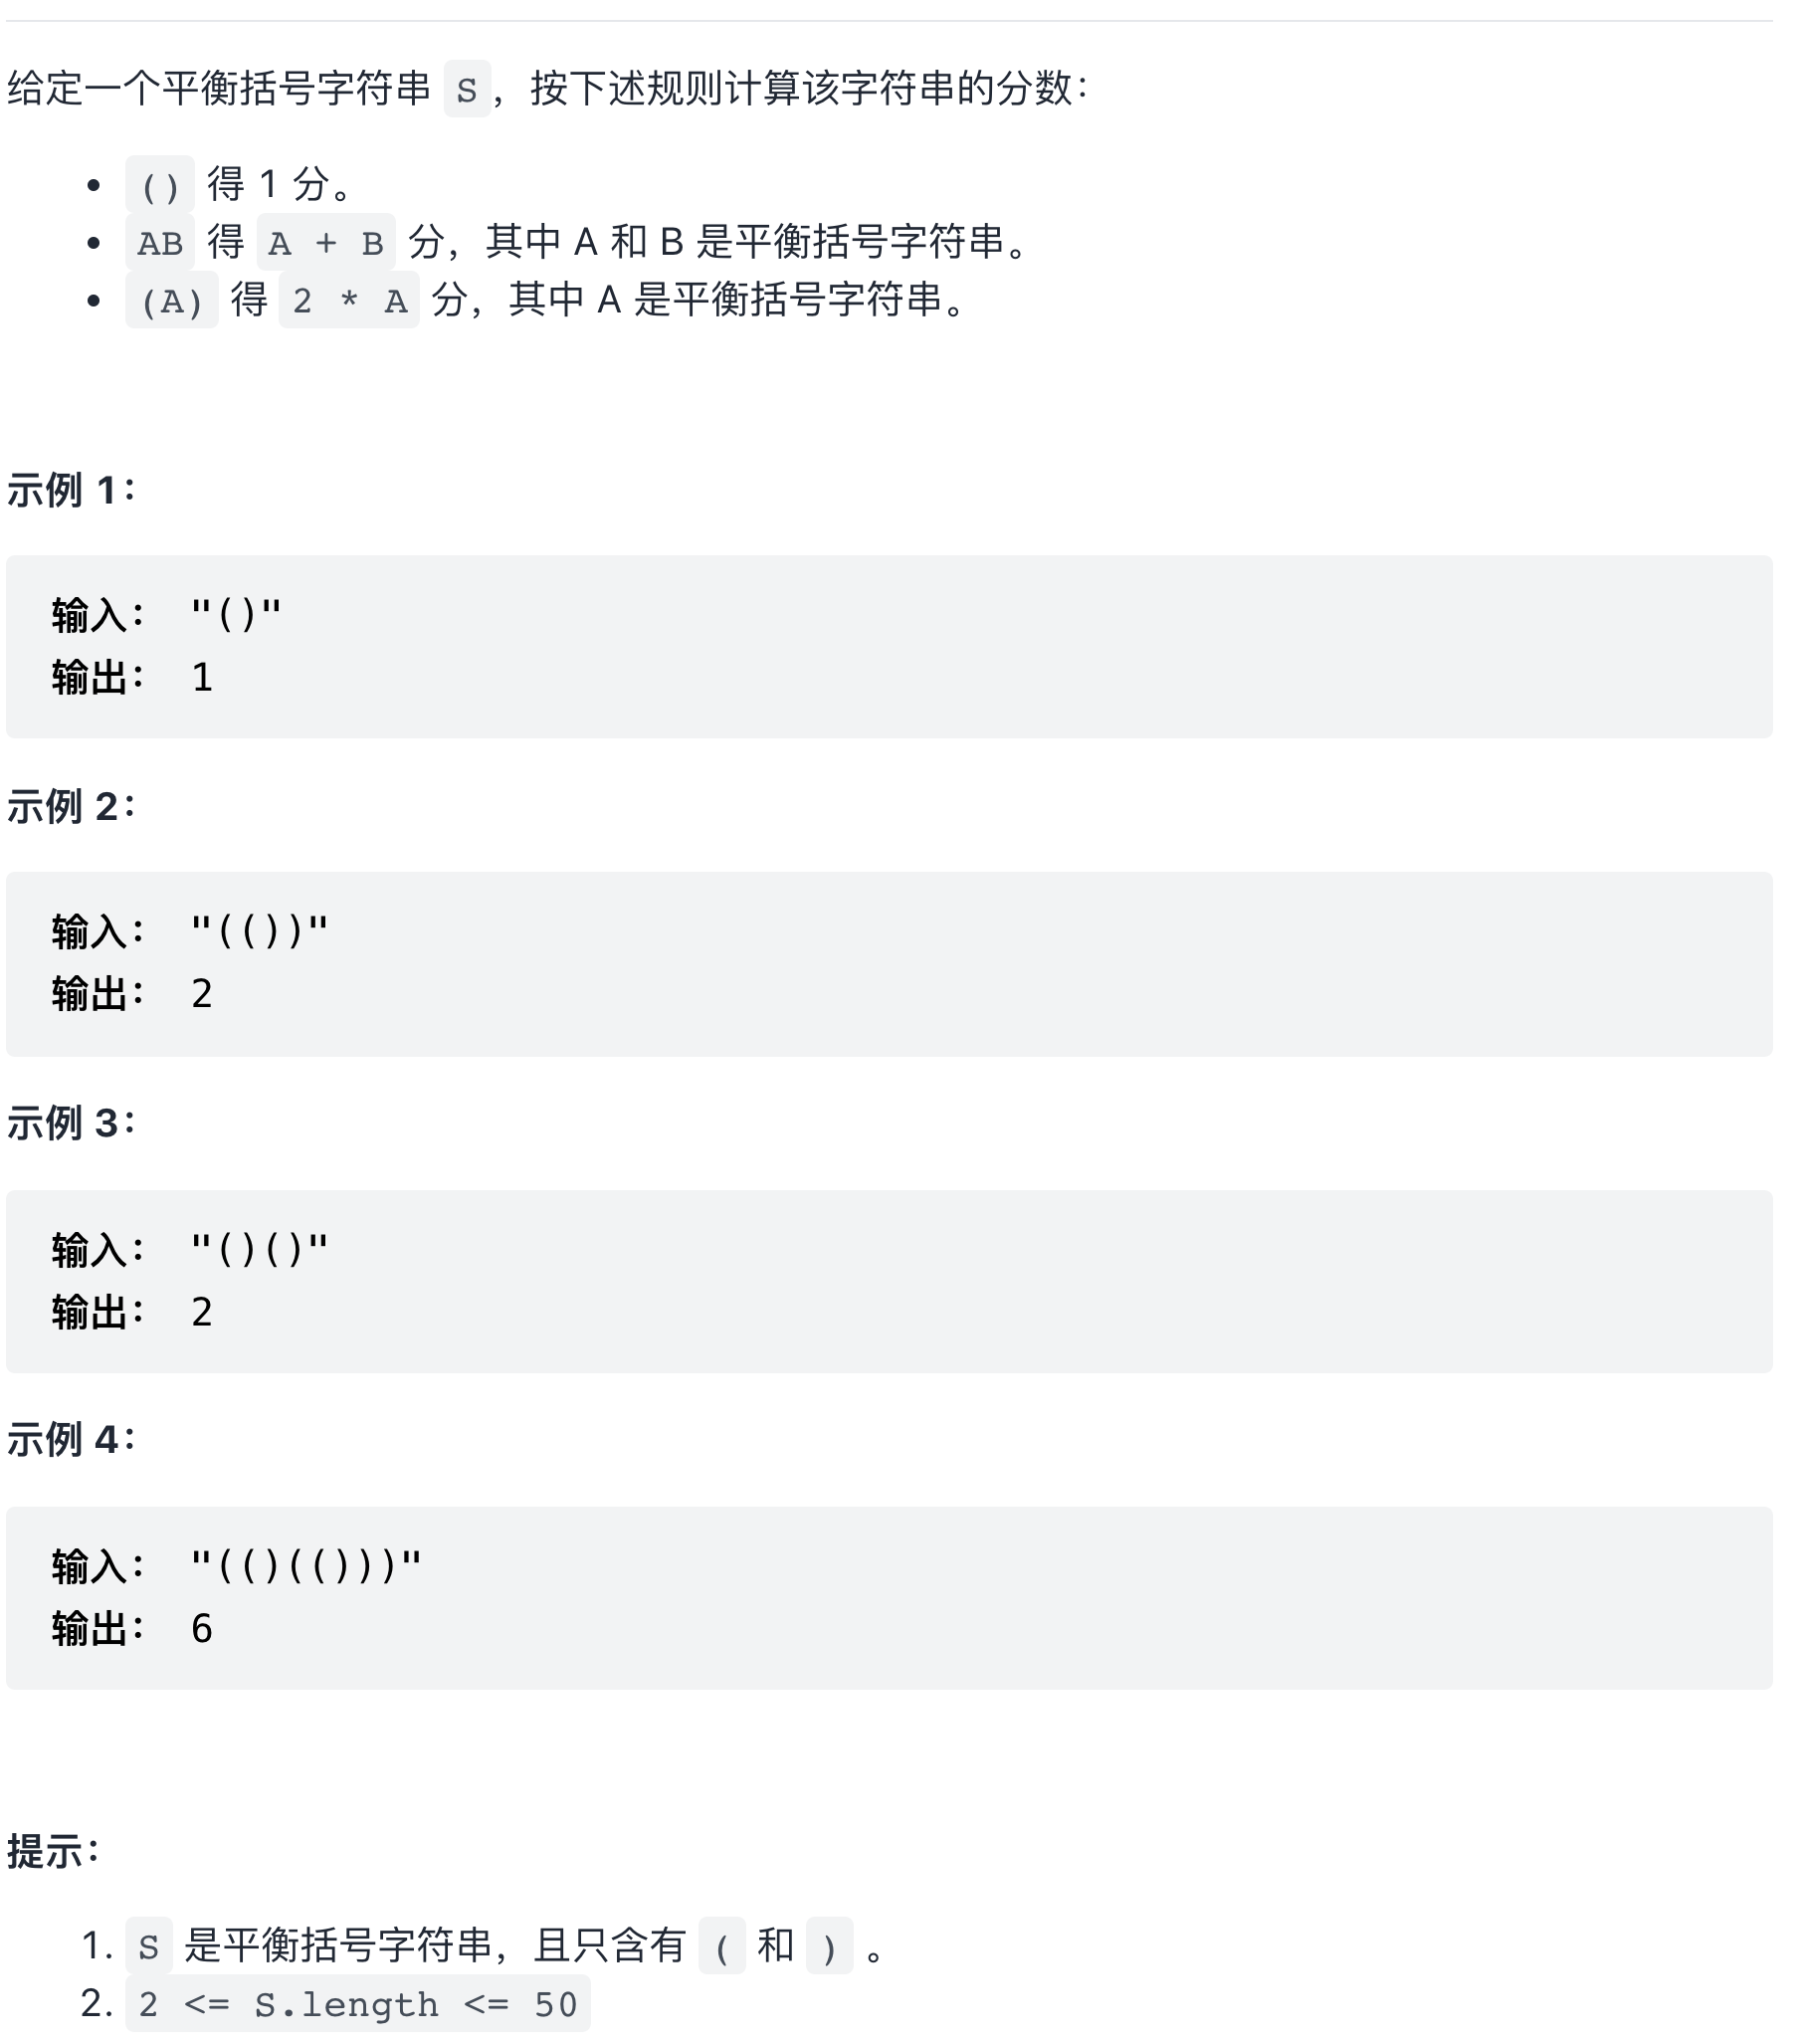 给定一个平衡括号字符串 S，按下述规则计算该字符串的分数：
• () 得 1 分。
• AB 得 A + B 分，其中 A 和 B 是平衡括号字符串。
• (A) 得 2 * A 分，其中 A 是平衡括号字符串。
示例 1：
输入： "()"
输出： 1
示例 2：
输入： "(())"
输出： 2
示例 3：
输入： "()()"
输出： 2
示例 4：
输入： "(()(()))"
输出： 6
提示：
1. S 是平衡括号字符串，且只含有 ( 和 ) 。
2. 2 <= S.length <= 50